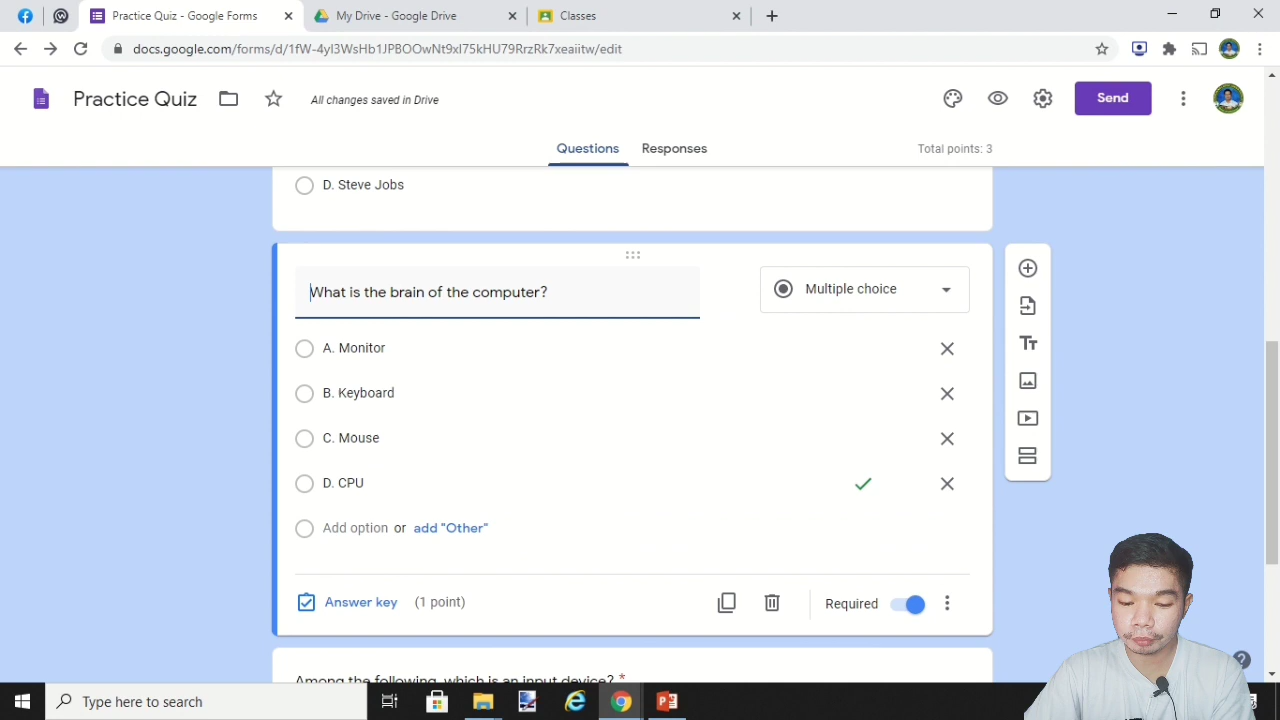 Practice Quiz - Google Forms
My Drive - Google Drive
Classes
docs.google.com/forms/d/1fW-4yl3WsHb1JPBOOwNt9xl75kHU79RrzRk7xeaiitw/edit
Practice Quiz
All changes saved in Drive
Send
Questions
Responses
Total points: 3
D. Steve Jobs
What is the brain of the computer?
Multiple choice
A. Monitor
B. Keyboard
C. Mouse
D. CPU
Add option or add "Other"
Answer key (1 point)
Required
Among the following, which is an input device? *
Type here to search